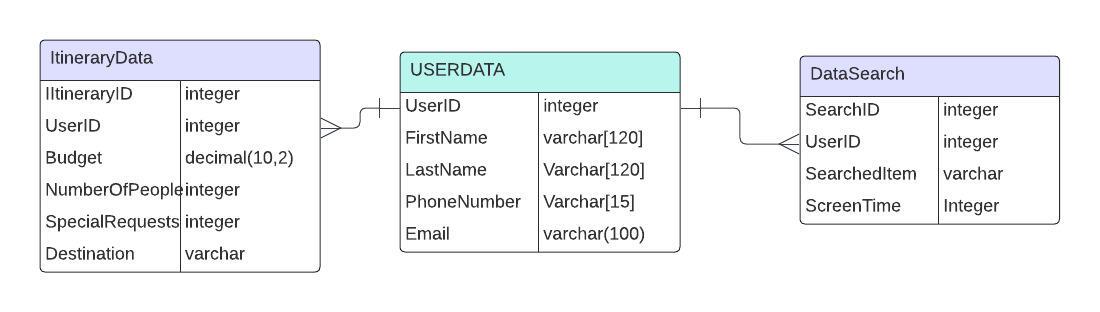 ItineraryData
IItineraryID integer
UserID integer
Budget decimal(10,2)
NumberOfPeople integer
SpecialRequests integer
Destination varchar
USERDATA
UserID integer
FirstName varchar[120]
LastName Varchar[120]
PhoneNumber Varchar[15]
Email varchar(100)
DataSearch
SearchID integer
UserID integer
SearchedItem varchar
ScreenTime Integer